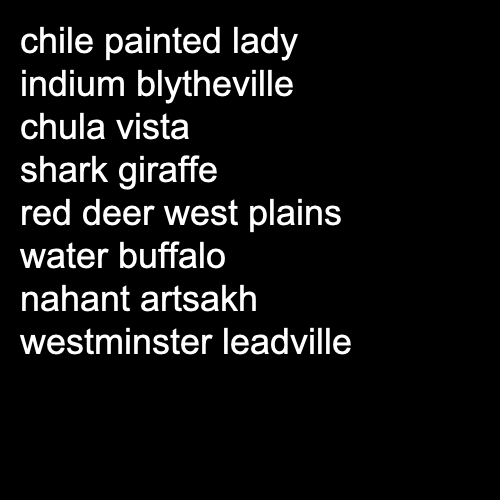 chile painted lady
indium blytheville
chula vista
shark giraffe
red deer west plains
water buffalo
nahant artsakh
westminster leadville